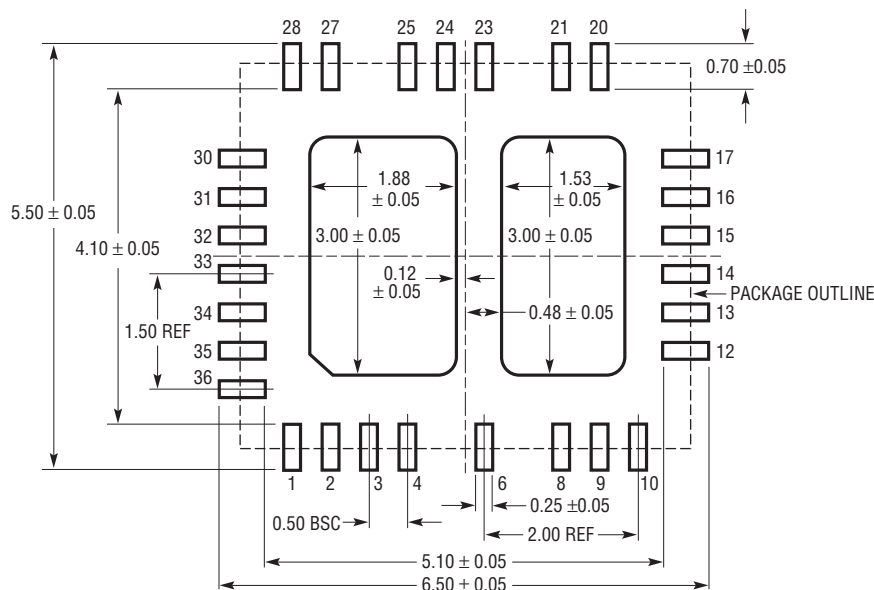 28 27 25 24 23 21 20
0.70 ±0.05
30
17
1.88
± 0.05
1.53
± 0.05
31
16
5.50 ± 0.05
32
3.00 ± 0.05
3.00 ± 0.05
15
4.10 ± 0.05
33
0.12
± 0.05
14
PACKAGE OUTLINE
34
0.48 ± 0.05
13
1.50 REF
35
12
36
1 2 3 4 6 8 9 10
0.25 ±0.05
0.50 BSC
2.00 REF
5.10 ± 0.05
6.50 ± 0.05